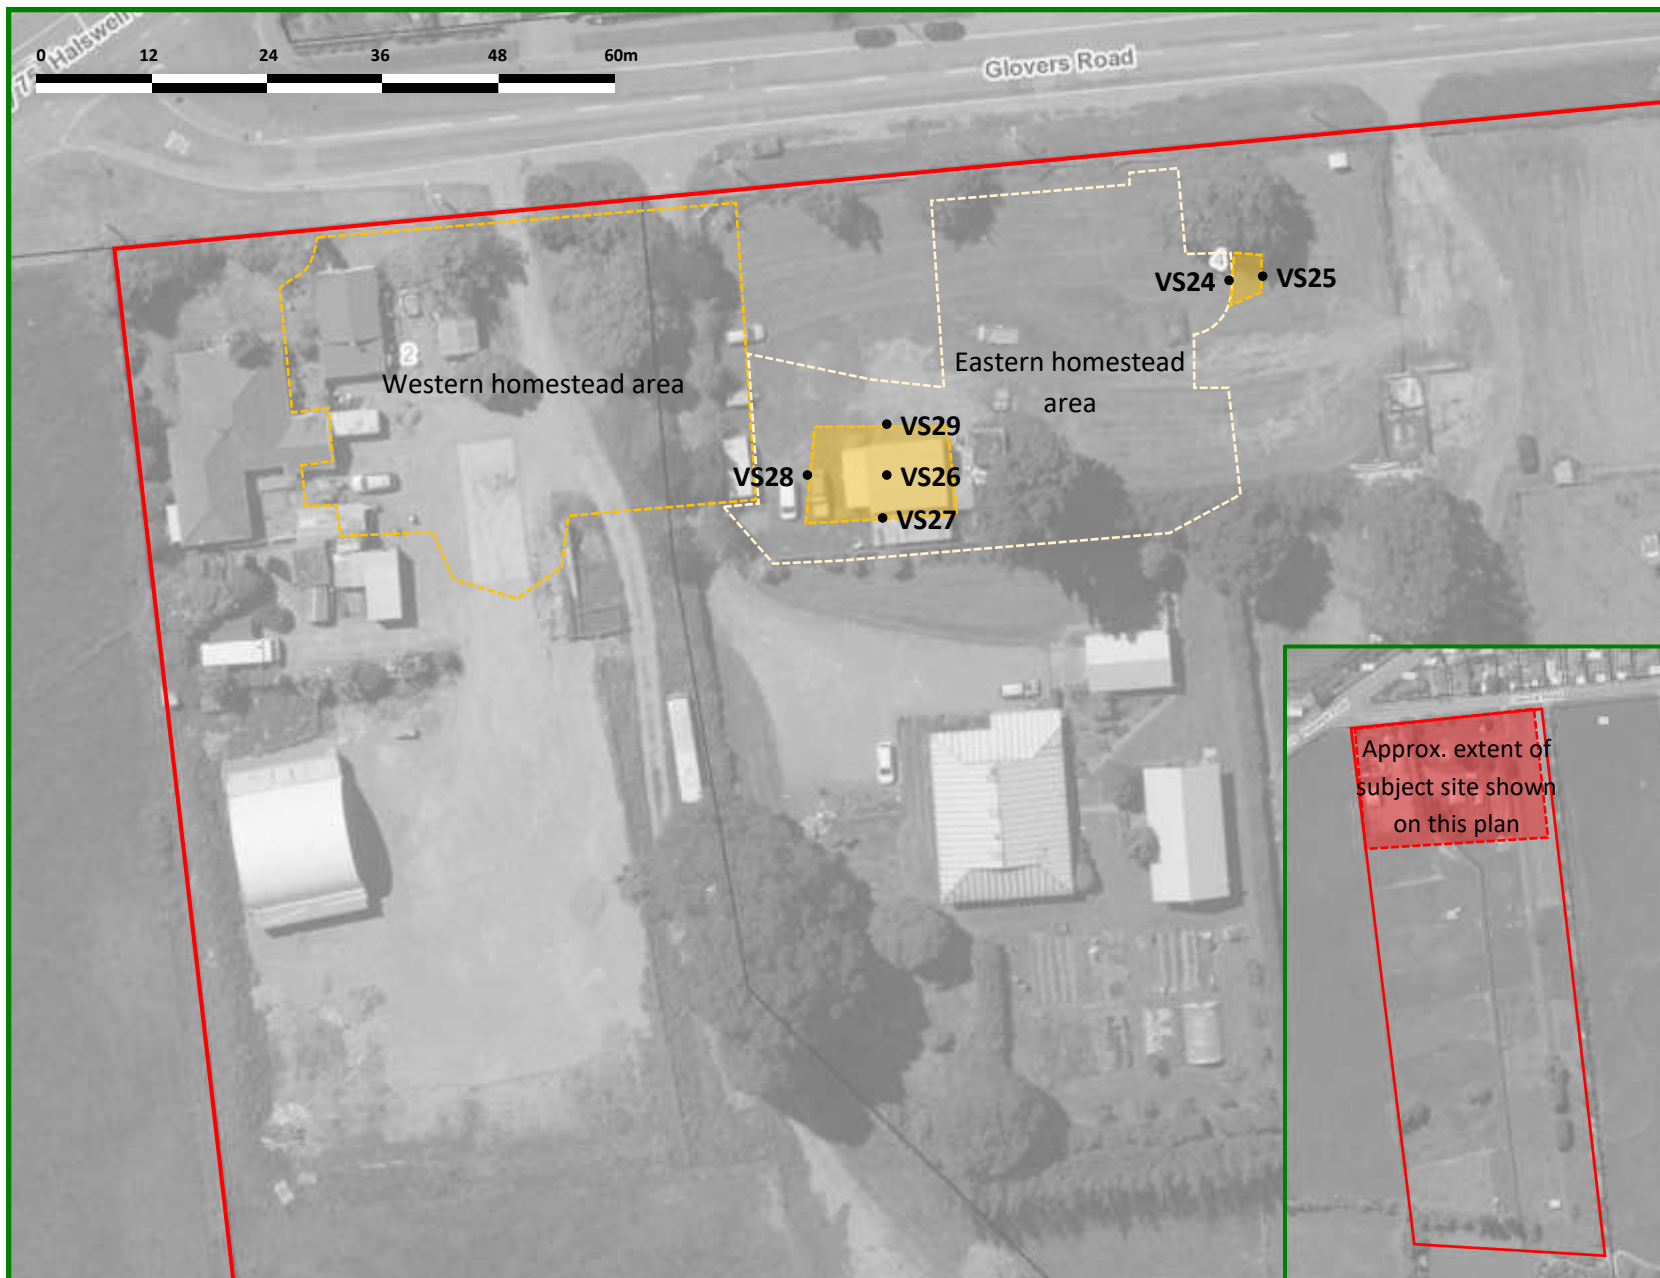 0 12 24 36 48 60m
Glovers Road
2
4
Western homestead area
Eastern homestead
area
VS24
VS25
VS29
VS28
VS26
VS27
Approx. extent of
subject site shown
on this plan